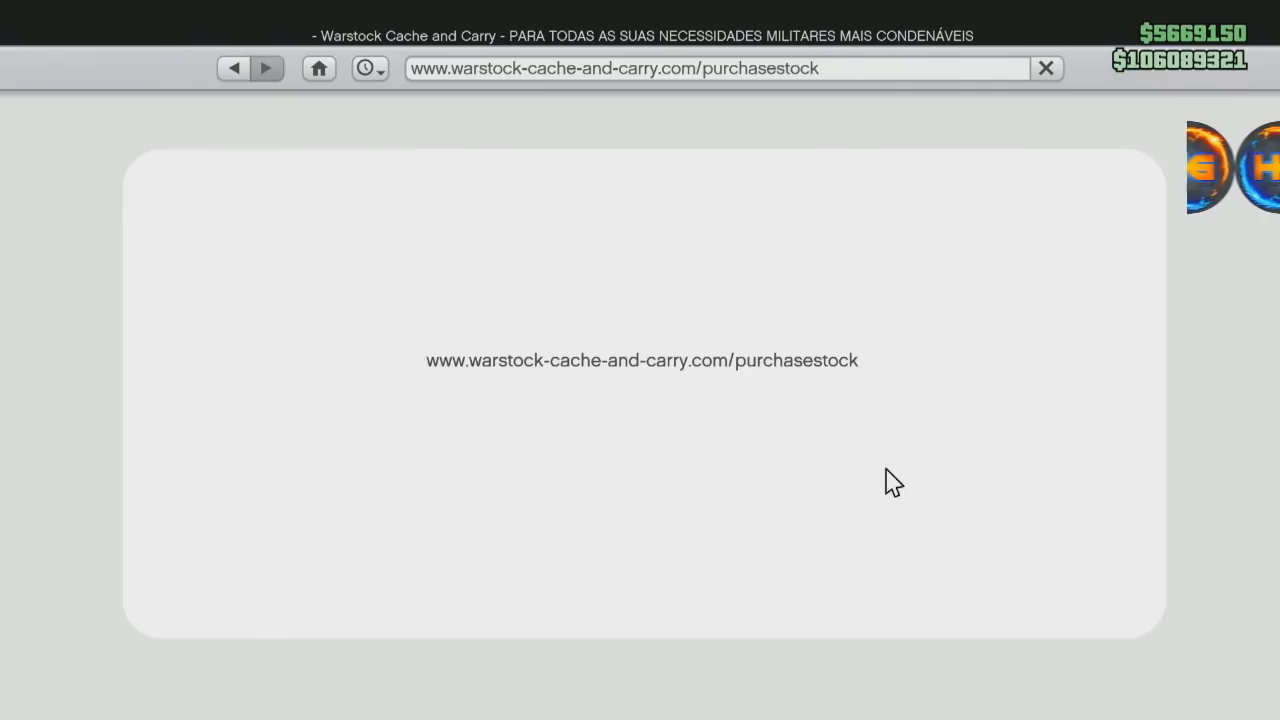 - Warstock Cache and Carry - PARA TODAS AS SUAS NECESSIDADES MILITARES MAIS CONDENÁVEIS
$5669150
www.warstock-cache-and-carry.com/purchasestock
$106089321
G H
www.warstock-cache-and-carry.com/purchasestock